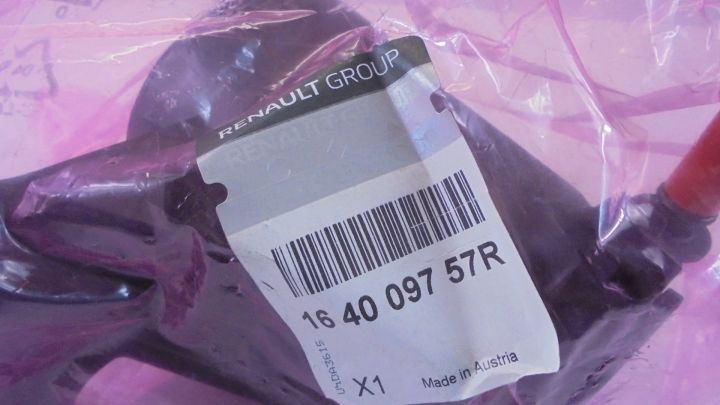 RENAULT GROUP
16 40 097 57R
X1
Made in Austria